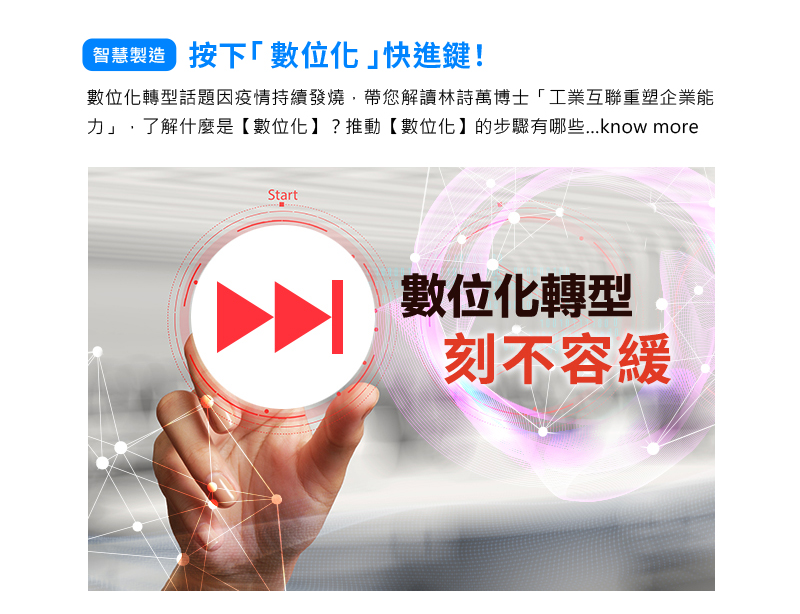 智慧製造 按下「數位化」快進鍵！
數位化轉型話題因疫情持續發燒，帶您解讀林詩萬博士「工業互聯重塑企業能
力」，了解什麼是【數位化】？推動【數位化】的步驟有哪些...know more
Start
數位化轉型
刻不容緩